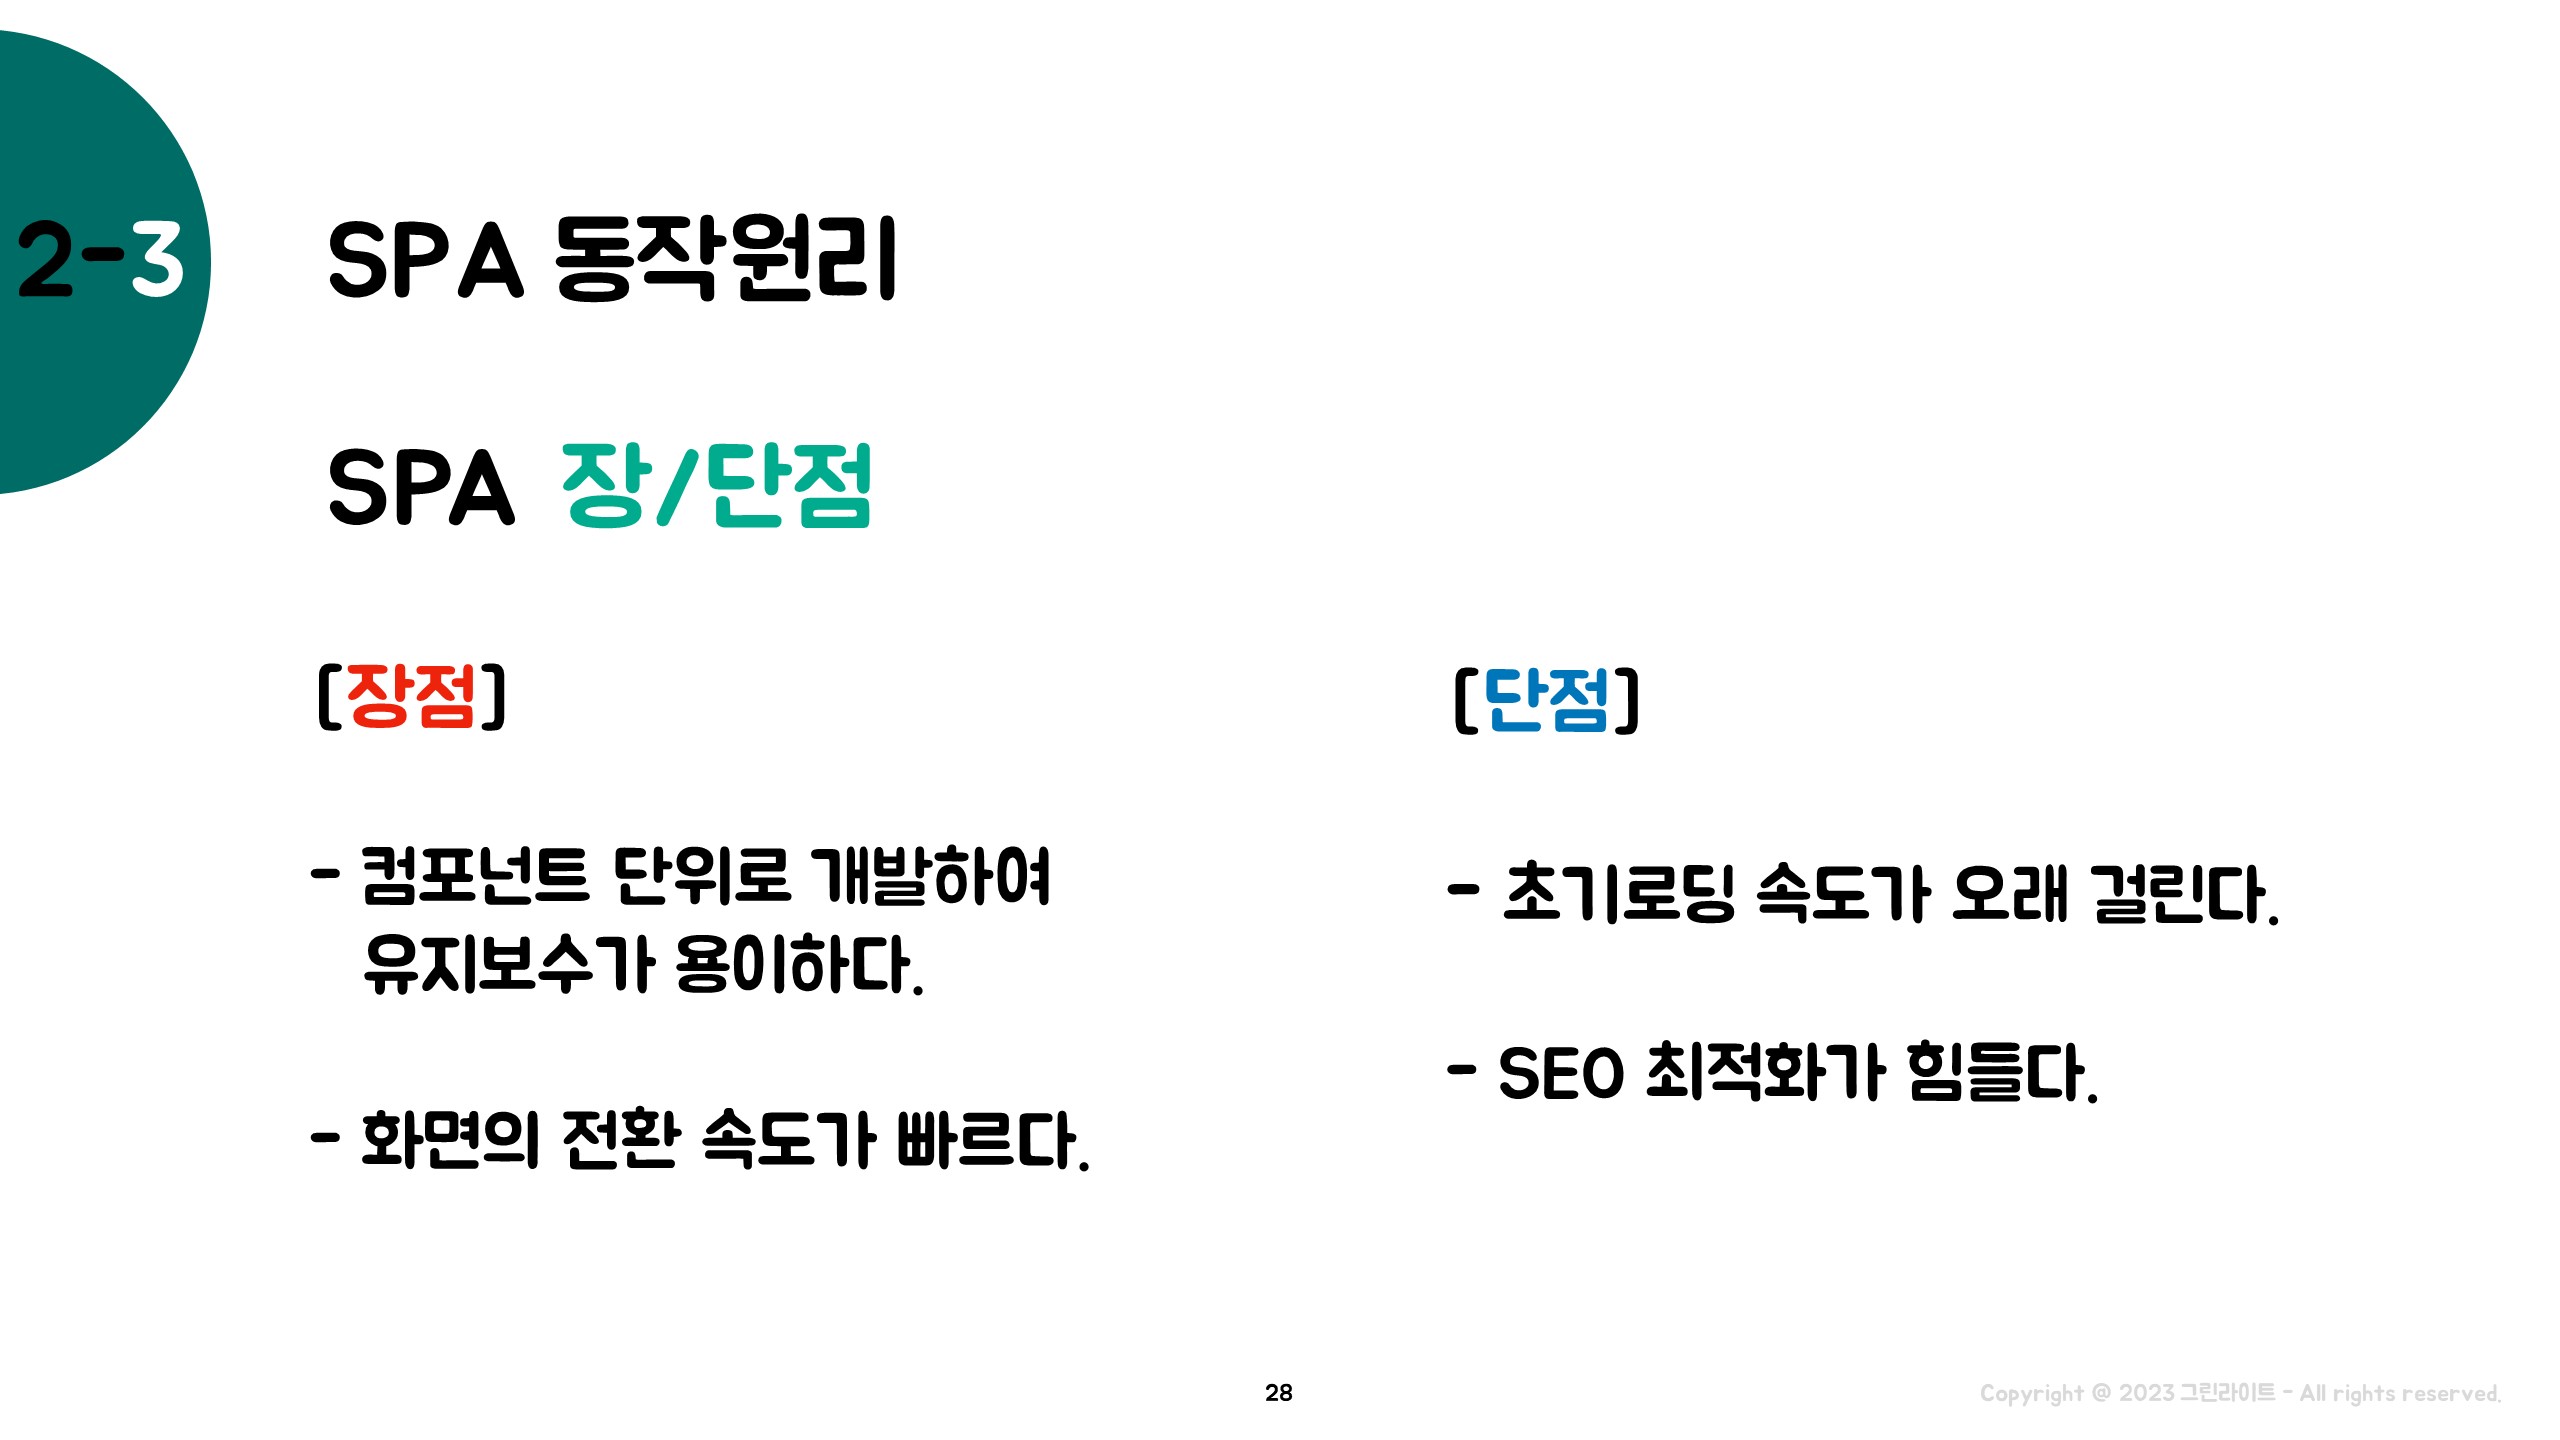 2-3
SPA 동작원리
SPA 장/단점
[장점]
- 컴포넌트 단위로 개발하여
유지보수가 용이하다.
- 화면의 전환 속도가 빠르다.
[단점]
- 초기로딩 속도가 오래 걸린다.
- SEO 최적화가 힘들다.
28
Copyright @ 2023 그린라이트 - All rights reserved.